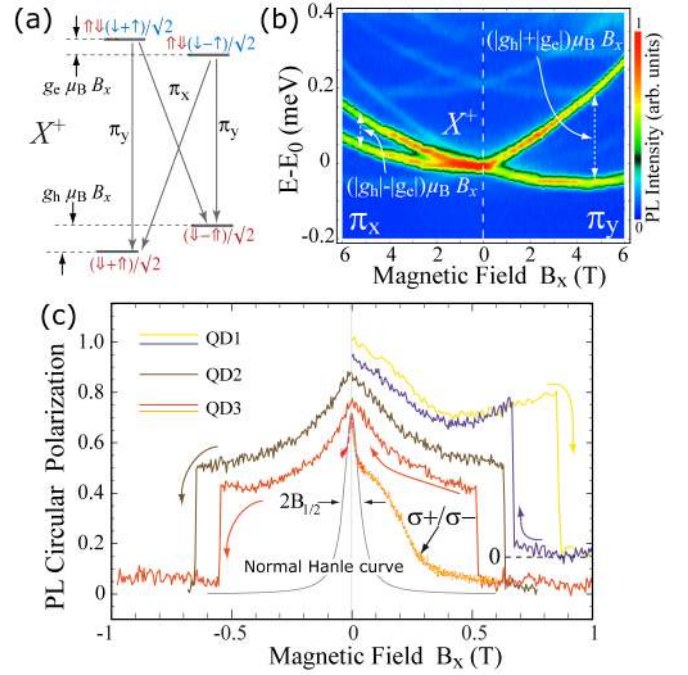 (a)
⇑⇓(↓+↑)/√2
⇑⇓(↓−↑)/√2
g_e μ_B B_x
π_x
X⁺
π_y
π_y
g_h μ_B B_x
(⇓−⇑)/√2
(⇓+⇑)/√2
(b)
E-E₀ (meV)
0.4
0.2
0
-0.2
(|g_h|+|g_e|)μ_B B_x
X⁺
(|g_h|-|g_e|)μ_B B_x
π_x
π_y
6 4 2 0 2 4 6
Magnetic Field B_x (T)
1
0
PL Intensity (arb. units)
(c)
PL Circular Polarization
1.0
0.8
0.6
0.4
0.2
0
QD1
QD2
QD3
2B_1/2
σ+/σ−
0
Normal Hanle curve
-1 -0.5 0 0.5 1
Magnetic Field B_x (T)